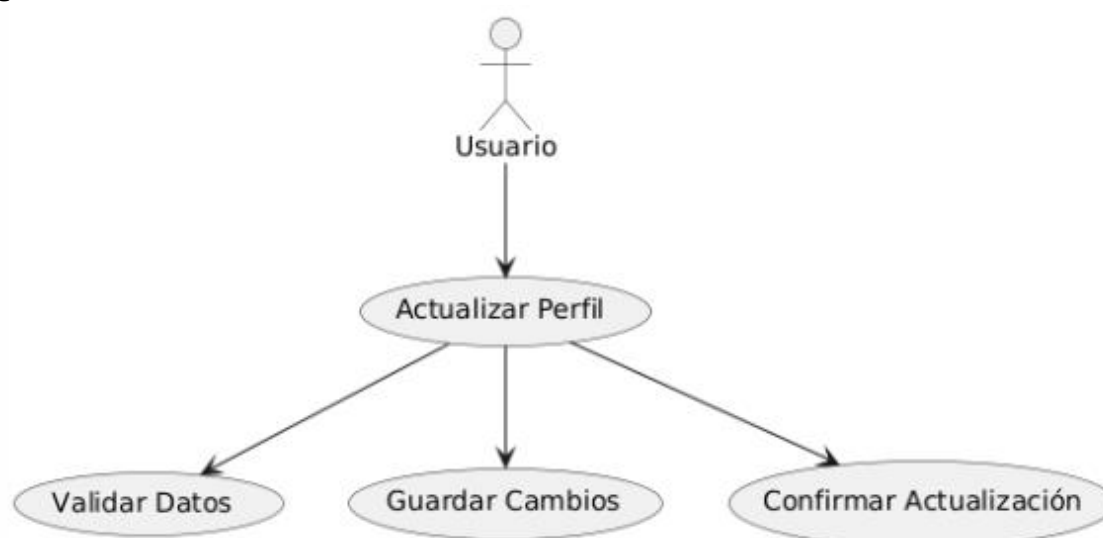 Usuario
Actualizar Perfil
Validar Datos
Guardar Cambios
Confirmar Actualización